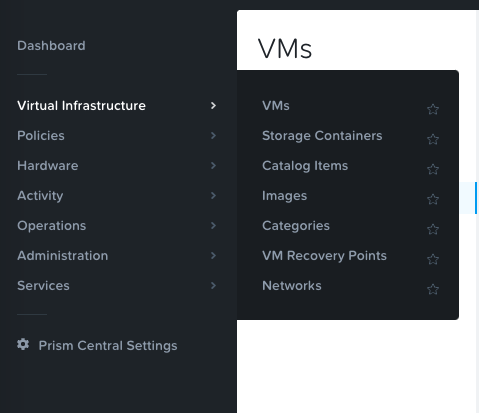 Dashboard
Virtual Infrastructure
Policies
Hardware
Activity
Operations
Administration
Services
Prism Central Settings
VMs
VMs
Storage Containers
Catalog Items
Images
Categories
VM Recovery Points
Networks